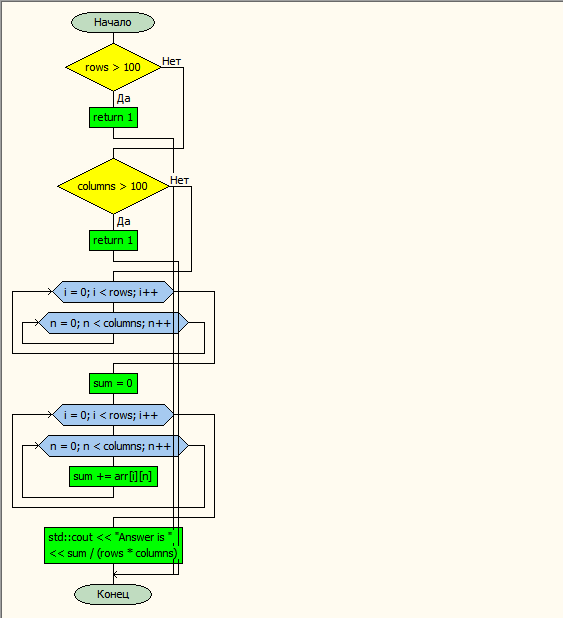 Начало
rows > 100
Нет
Да
return 1
columns > 100
Нет
Да
return 1
i = 0; i < rows; i++
n = 0; n < columns; n++
sum = 0
i = 0; i < rows; i++
n = 0; n < columns; n++
sum += arr[i][n]
std::cout << "Answer is "
<< sum / (rows * columns)
Конец